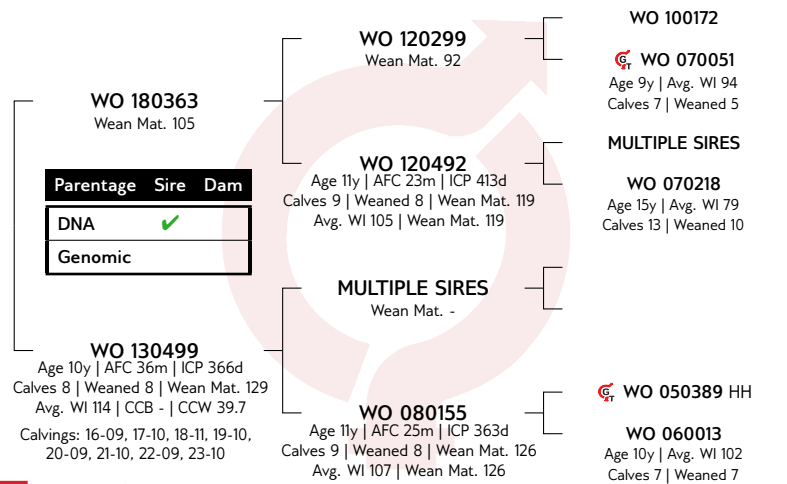 WO 100172
WO 120299
Wean Mat. 92
GT WO 070051
Age 9y | Avg. WI 94
Calves 7 | Weaned 5
WO 180363
Wean Mat. 105
MULTIPLE SIRES
WO 120492
Age 11y | AFC 23m | ICP 413d
Calves 9 | Weaned 8 | Wean Mat. 119
Avg. WI 105 | Wean Mat. 119
WO 070218
Age 15y | Avg. WI 79
Calves 13 | Weaned 10
Parentage Sire Dam
DNA ✔
Genomic
MULTIPLE SIRES
Wean Mat. -
WO 130499
Age 10y | AFC 36m | ICP 366d
Calves 8 | Weaned 8 | Wean Mat. 129
Avg. WI 114 | CCB - | CCW 39.7
Calvings: 16-09, 17-10, 18-11, 19-10,
20-09, 21-10, 22-09, 23-10
GT WO 050389 HH
WO 080155
Age 11y | AFC 25m | ICP 363d
Calves 9 | Weaned 8 | Wean Mat. 126
Avg. WI 107 | Wean Mat. 126
WO 060013
Age 10y | Avg. WI 102
Calves 7 | Weaned 7